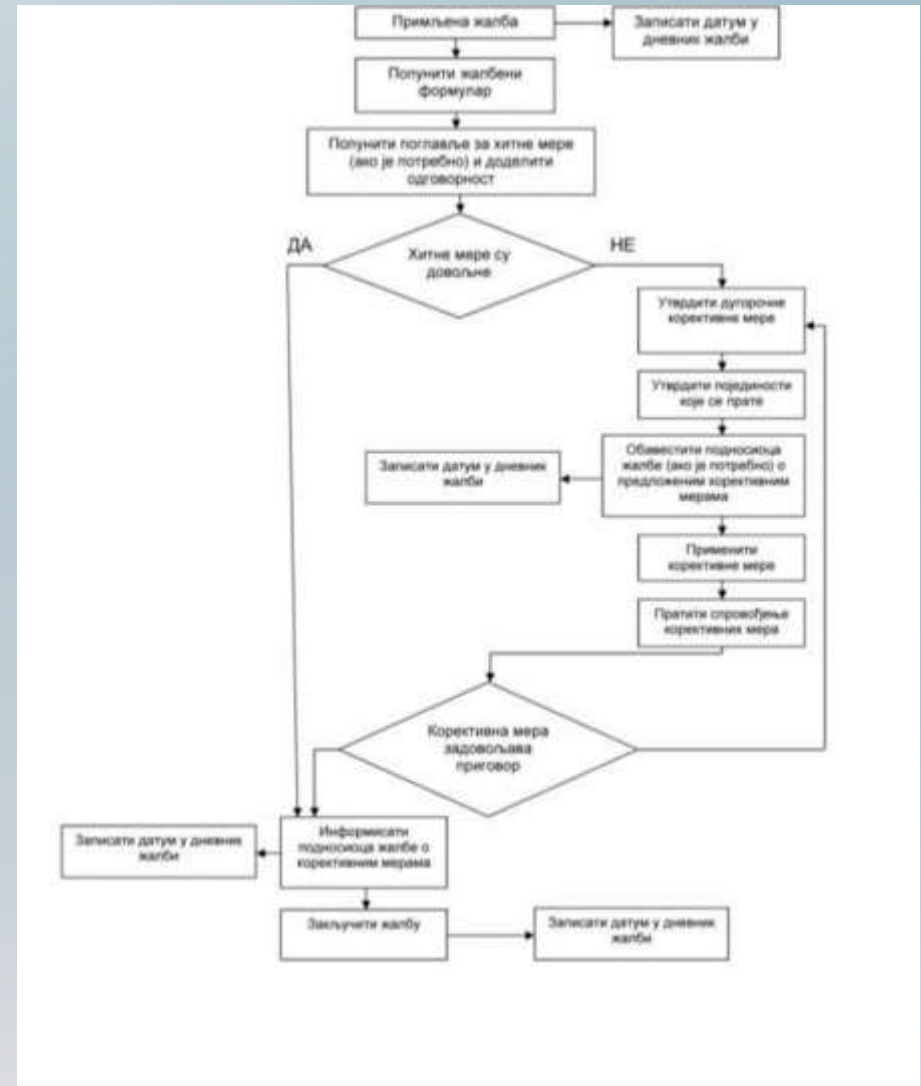 Примљена жалба
Записати датум у
дневник жалби
Попунити жалбени
формулар
Попунити поглавље за хитне мере
(ако је потребно) и доделити
одговорност
ДА
НЕ
Хитне мере су
довољне
Утврдити дугорочне
корективне мере
Утврдити појединости
које се прате
Обавестити подносиоца
жалбе (ако је потребно) о
предложеним корективним
мерама
Записати датум у дневник
жалби
Применити
корективне мере
Пратити спровођење
корективних мера
Корективна мера
задовољава
приговор
Информисати
подносиоца жалбе о
корективним мерама
Записати датум у дневник
жалби
Закључити жалбу
Записати датум у дневник
жалби